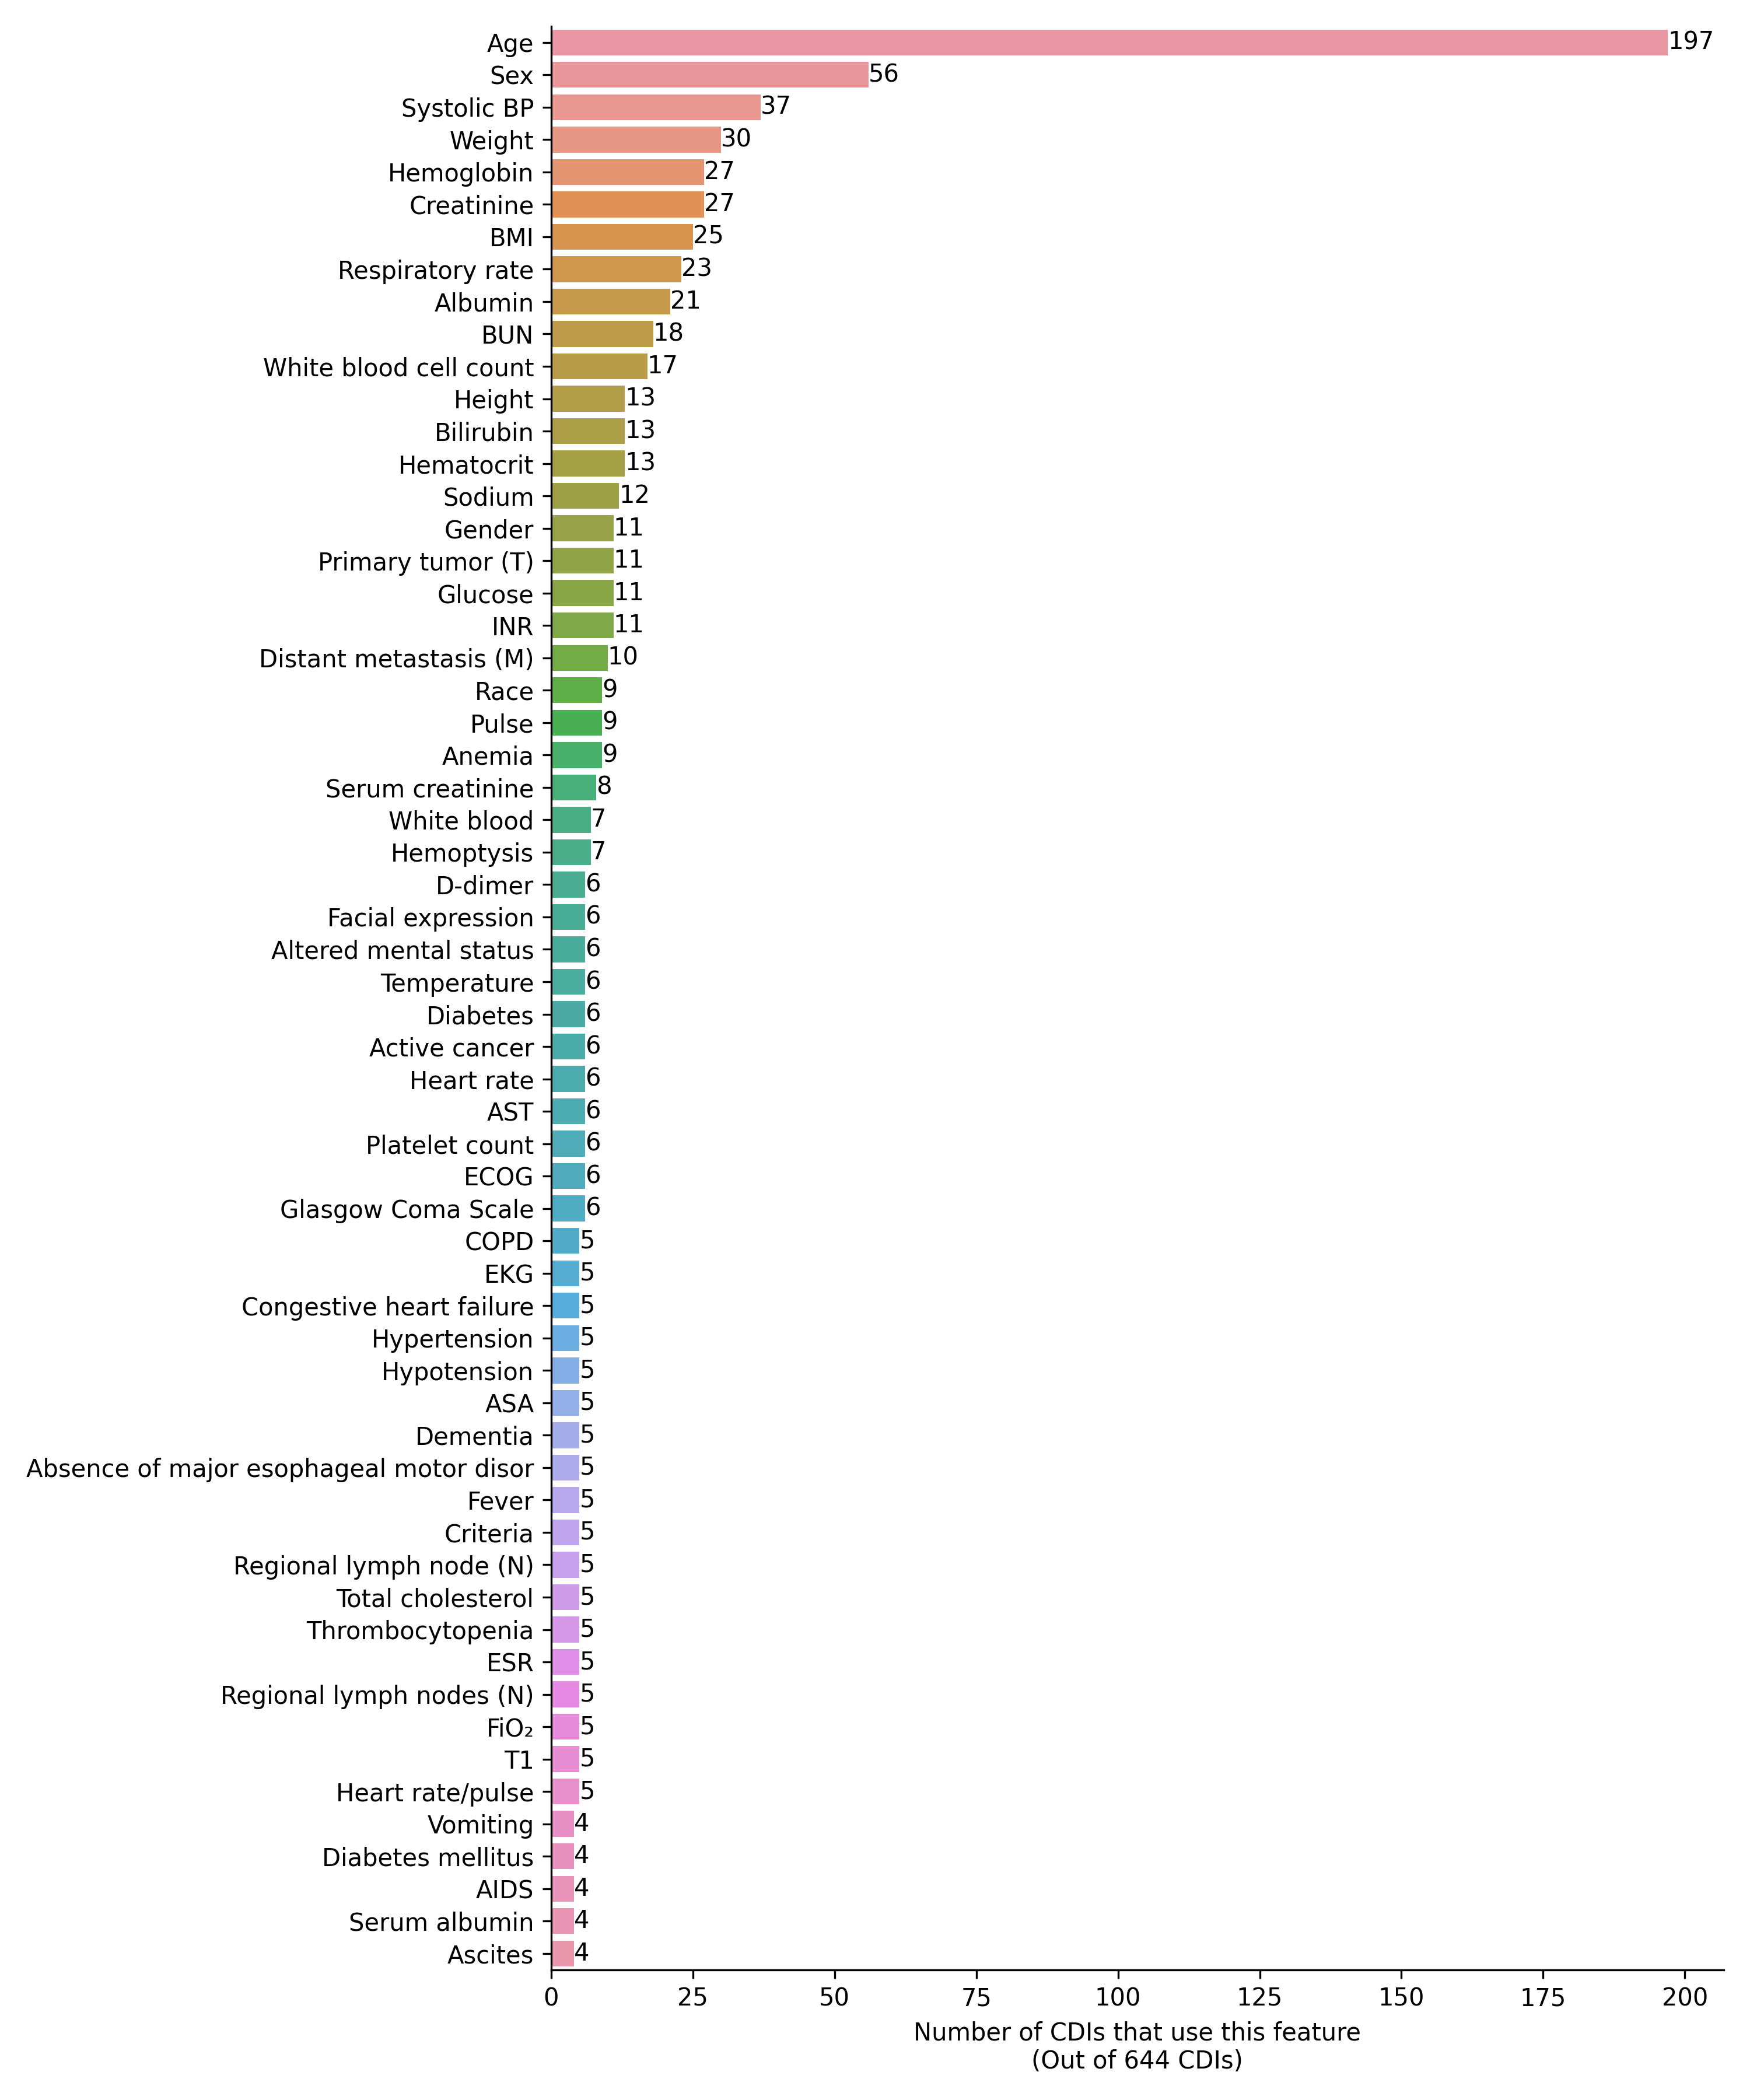 Age 197
Sex 56
Systolic BP 37
Weight 30
Hemoglobin 27
Creatinine 27
BMI 25
Respiratory rate 23
Albumin 21
BUN 18
White blood cell count 17
Height 13
Bilirubin 13
Hematocrit 13
Sodium 12
Gender 11
Primary tumor (T) 11
Glucose 11
INR 11
Distant metastasis (M) 10
Race 9
Pulse 9
Anemia 9
Serum creatinine 8
White blood 7
Hemoptysis 7
D-dimer 6
Facial expression 6
Altered mental status 6
Temperature 6
Diabetes 6
Active cancer 6
Heart rate 6
AST 6
Platelet count 6
ECOG 6
Glasgow Coma Scale 6
COPD 5
EKG 5
Congestive heart failure 5
Hypertension 5
Hypotension 5
ASA 5
Dementia 5
Absence of major esophageal motor disor 5
Fever 5
Criteria 5
Regional lymph node (N) 5
Total cholesterol 5
Thrombocytopenia 5
ESR 5
Regional lymph nodes (N) 5
FiO₂ 5
T1 5
Heart rate/pulse 5
Vomiting 4
Diabetes mellitus 4
AIDS 4
Serum albumin 4
Ascites 4
0 25 50 75 100 125 150 175 200
Number of CDIs that use this feature
(Out of 644 CDIs)